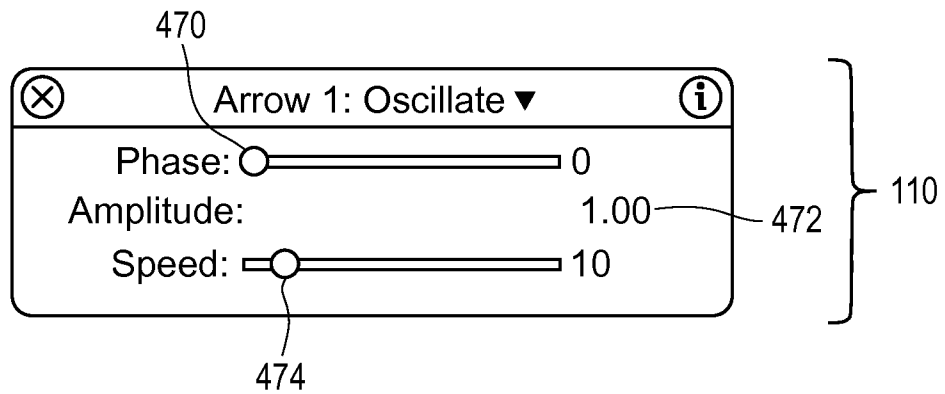 470
Arrow 1: Oscillate ▼ i
Phase: 0
110
Amplitude: 1.00 472
Speed: 10
474